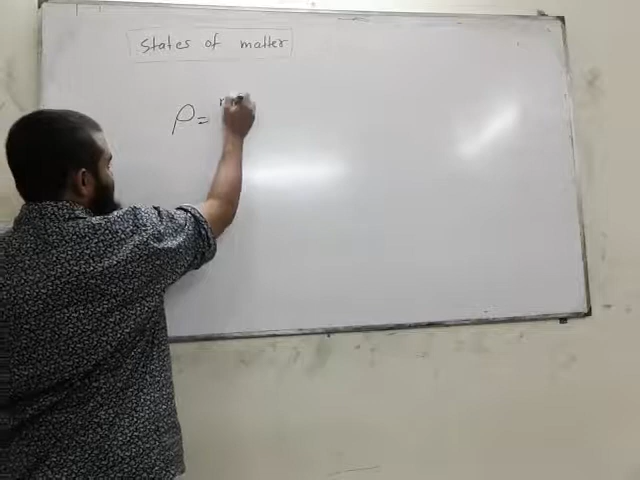 States of matter
ρ =